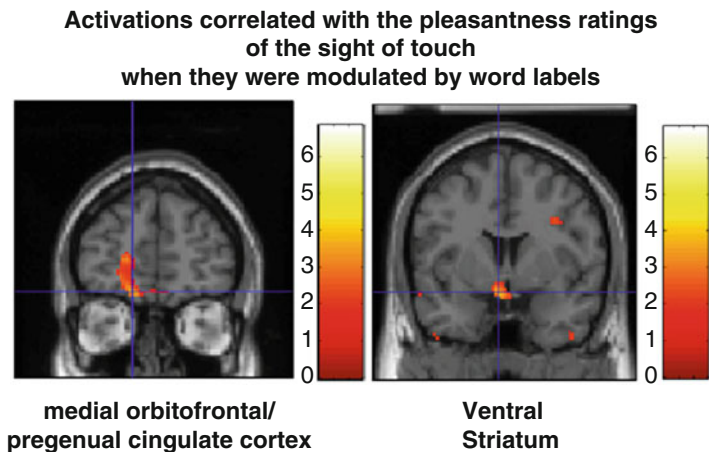 Activations correlated with the pleasantness ratings
of the sight of touch
when they were modulated by word labels
6
5
4
3
2
1
0
6
5
4
3
2
1
0
medial orbitofrontal/
pregenual cingulate cortex
Ventral
Striatum